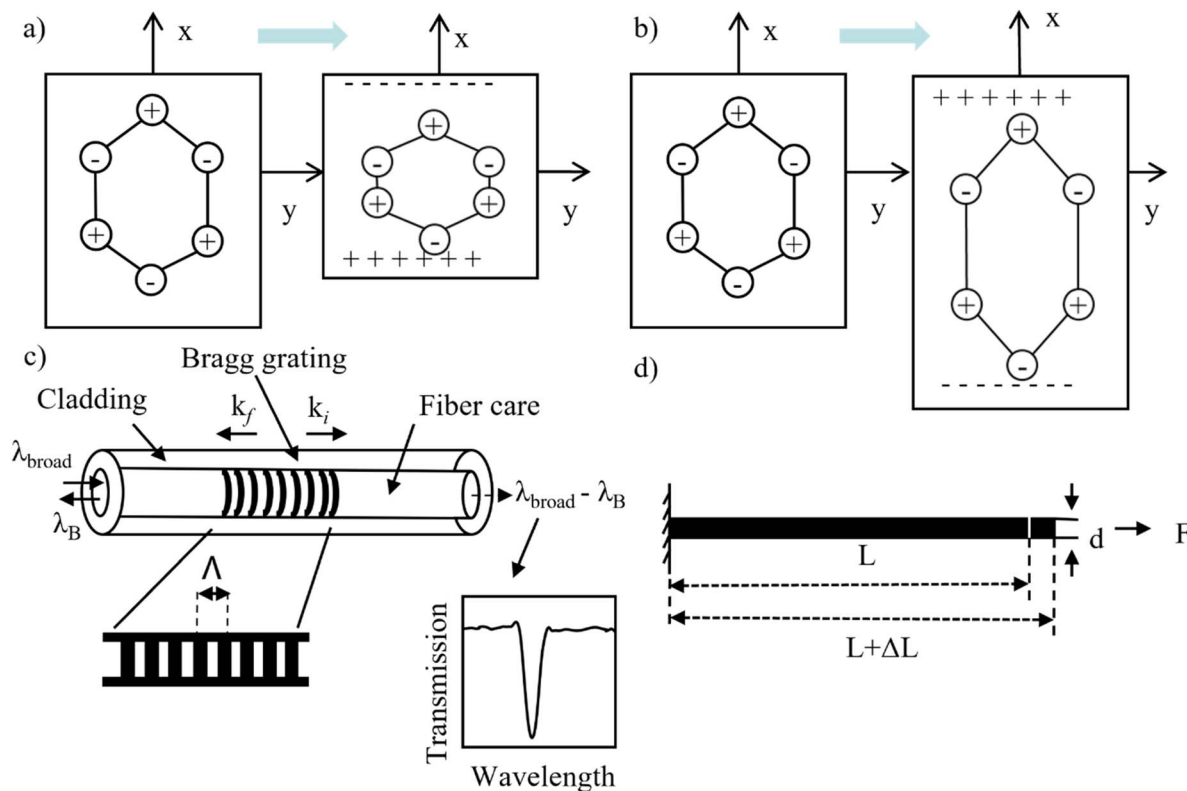 a)
x
x
y
y
+
-
-
+
+
-
- - - - - - - - - -
+
-
-
+
+
-
+ + + + + +
b)
x
x
y
y
+
-
-
+
+
-
+ + + + + +
+
-
-
+
+
-
- - - - - - - - - -
c)
Bragg grating
Cladding
k_f
k_i
Fiber care
λ_broad
λ_B
λ_broad - λ_B
Λ
Transmission
Wavelength
d)
L
d
F
L+ΔL